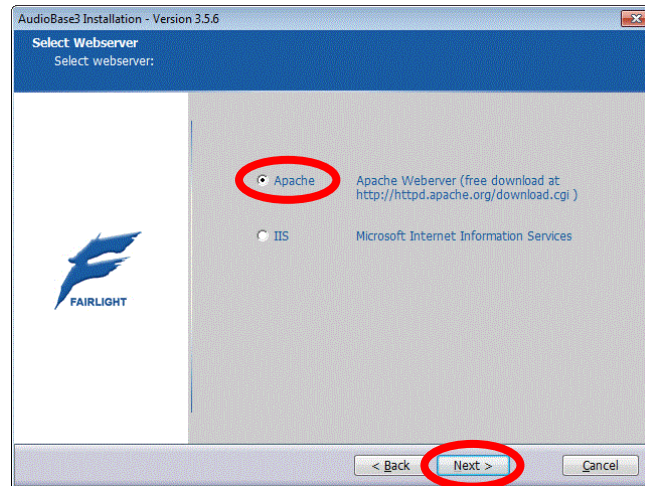 AudioBase3 Installation - Version 3.5.6
Select Webserver
Select webserver:
Apache
Apache Weberver (free download at
http://httpd.apache.org/download.cgi )
IIS
Microsoft Internet Information Services
FAIRLIGHT
< Back
Next >
Cancel